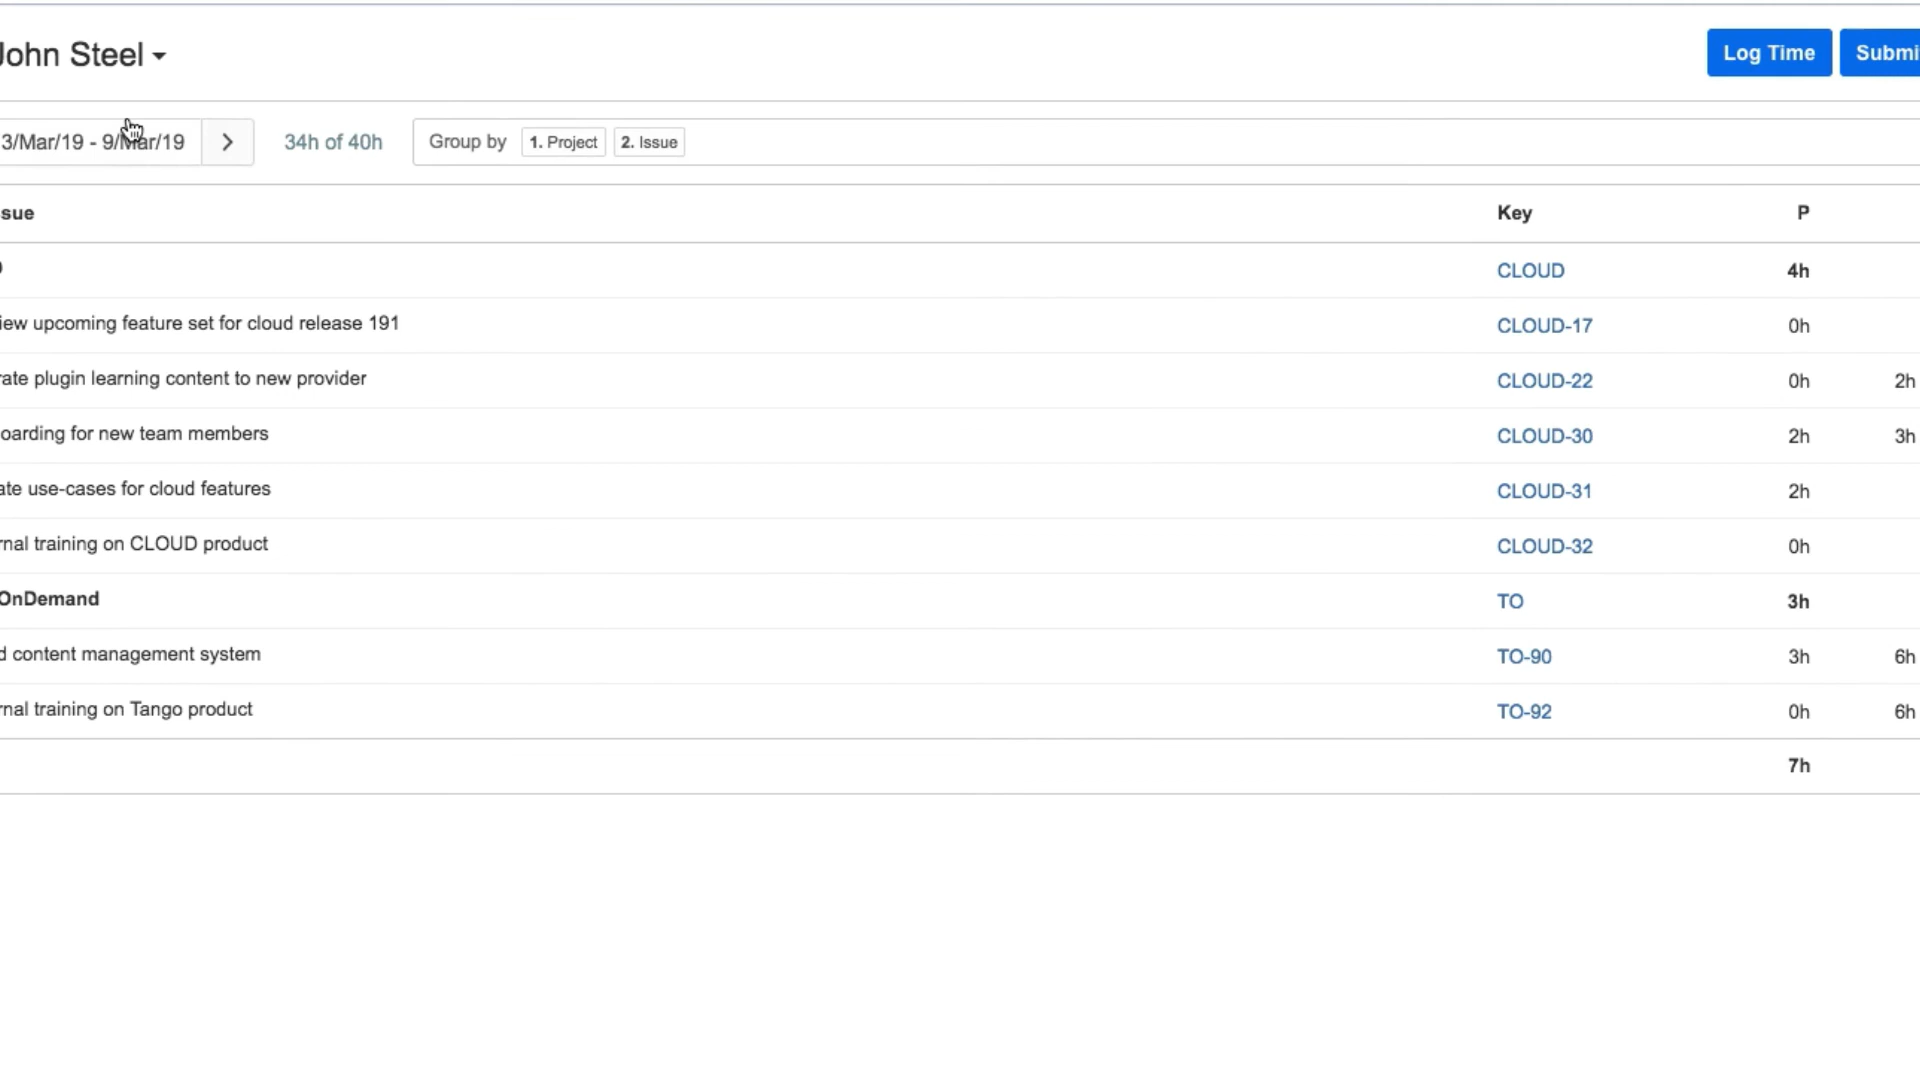 John Steel
Log Time Submi
3/Mar/19 - 9/Mar/19 34h of 40h Group by 1. Project 2. Issue
ssue Key P
CLOUD 4h
iew upcoming feature set for cloud release 191 CLOUD-17 0h
rate plugin learning content to new provider CLOUD-22 0h 2h
oarding for new team members CLOUD-30 2h 3h
ate use-cases for cloud features CLOUD-31 2h
rnal training on CLOUD product CLOUD-32 0h
OnDemand TO 3h
d content management system TO-90 3h 6h
rnal training on Tango product TO-92 0h 6h
7h